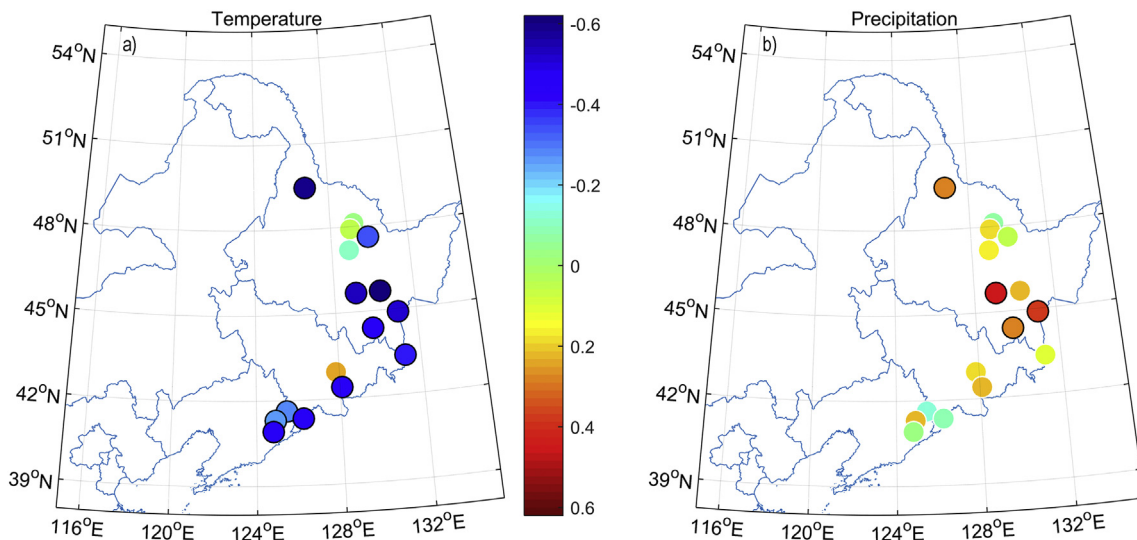 Temperature
a)
54°N
51°N
48°N
45°N
42°N
39°N
116°E
120°E
124°E
128°E
132°E
-0.6
-0.4
-0.2
0
0.2
0.4
0.6
Precipitation
b)
54°N
51°N
48°N
45°N
42°N
39°N
116°E
120°E
124°E
128°E
132°E